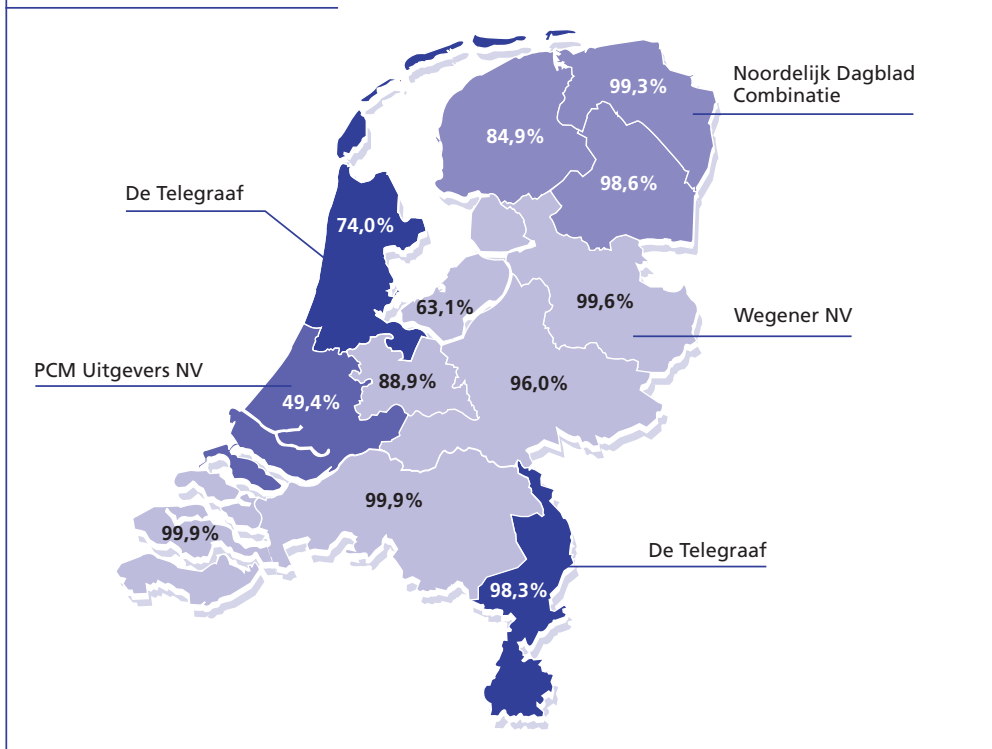 Noordelijk Dagblad
Combinatie
99,3%
84,9%
98,6%
De Telegraaf
74,0%
63,1%
99,6%
Wegener NV
PCM Uitgevers NV
88,9%
96,0%
49,4%
99,9%
99,9%
De Telegraaf
98,3%